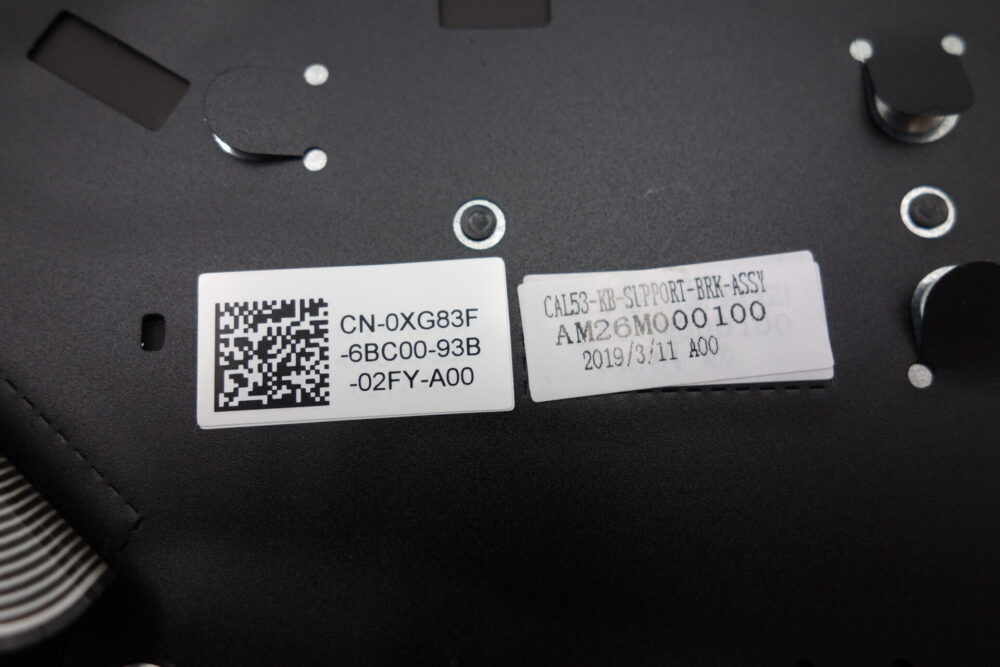 CN-0XG83F
-6BC00-93B
-02FY-A00
CAL53-KB-SUPPORT-BRK-ASSY
AM26M000100
2019/3/11 A00